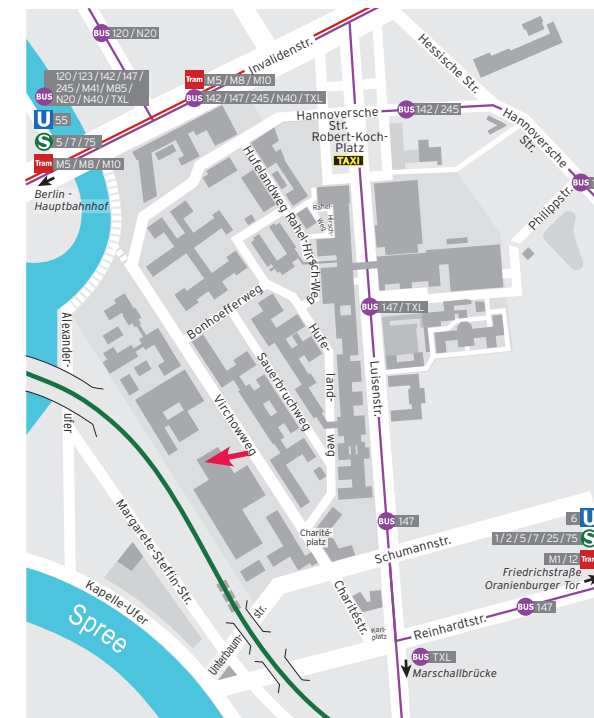 BUS 120 / N20
Invalidenstr.
Hessische Str.
120 / 123 / 142 / 147 /
245 / M41 / M85 /
BUS N20 / N40 / TXL
Tram M5 / M8 / M10
BUS 142 / 147 / 245 / N40 / TXL
U 55
S 5 / 7 / 75
Tram M5 / M8 / M10
Berlin -
Hauptbahnhof
Hannoversche
Str.
Robert-Koch-
Platz
TAXI
BUS 142 / 245
Hannoversche
Str.
BUS
Philippstr.
Hufelandweg
Rahel-Hirsch-Weg
Rahel-
Hirsch-
Weg
Bonhoefferweg
BUS 147 / TXL
Alexander-
ufer
Hufe-
land-
weg
Sauerbruchweg
Virchowweg
Luisenstr.
Margarete-Steffin-Str.
BUS 147
Charité-
platz
Schumannstr.
6 U
1 / 2 / 5 / 7 / 25 / 75 S
M1 / 12 Tram
Friedrichstraße
Oranienburger Tor
Kapelle-Ufer
Spree
Unterbaum-
str.
Charitéstr.
Karl-
platz
Reinhardtstr.
BUS 147
BUS TXL
Marschallbrücke